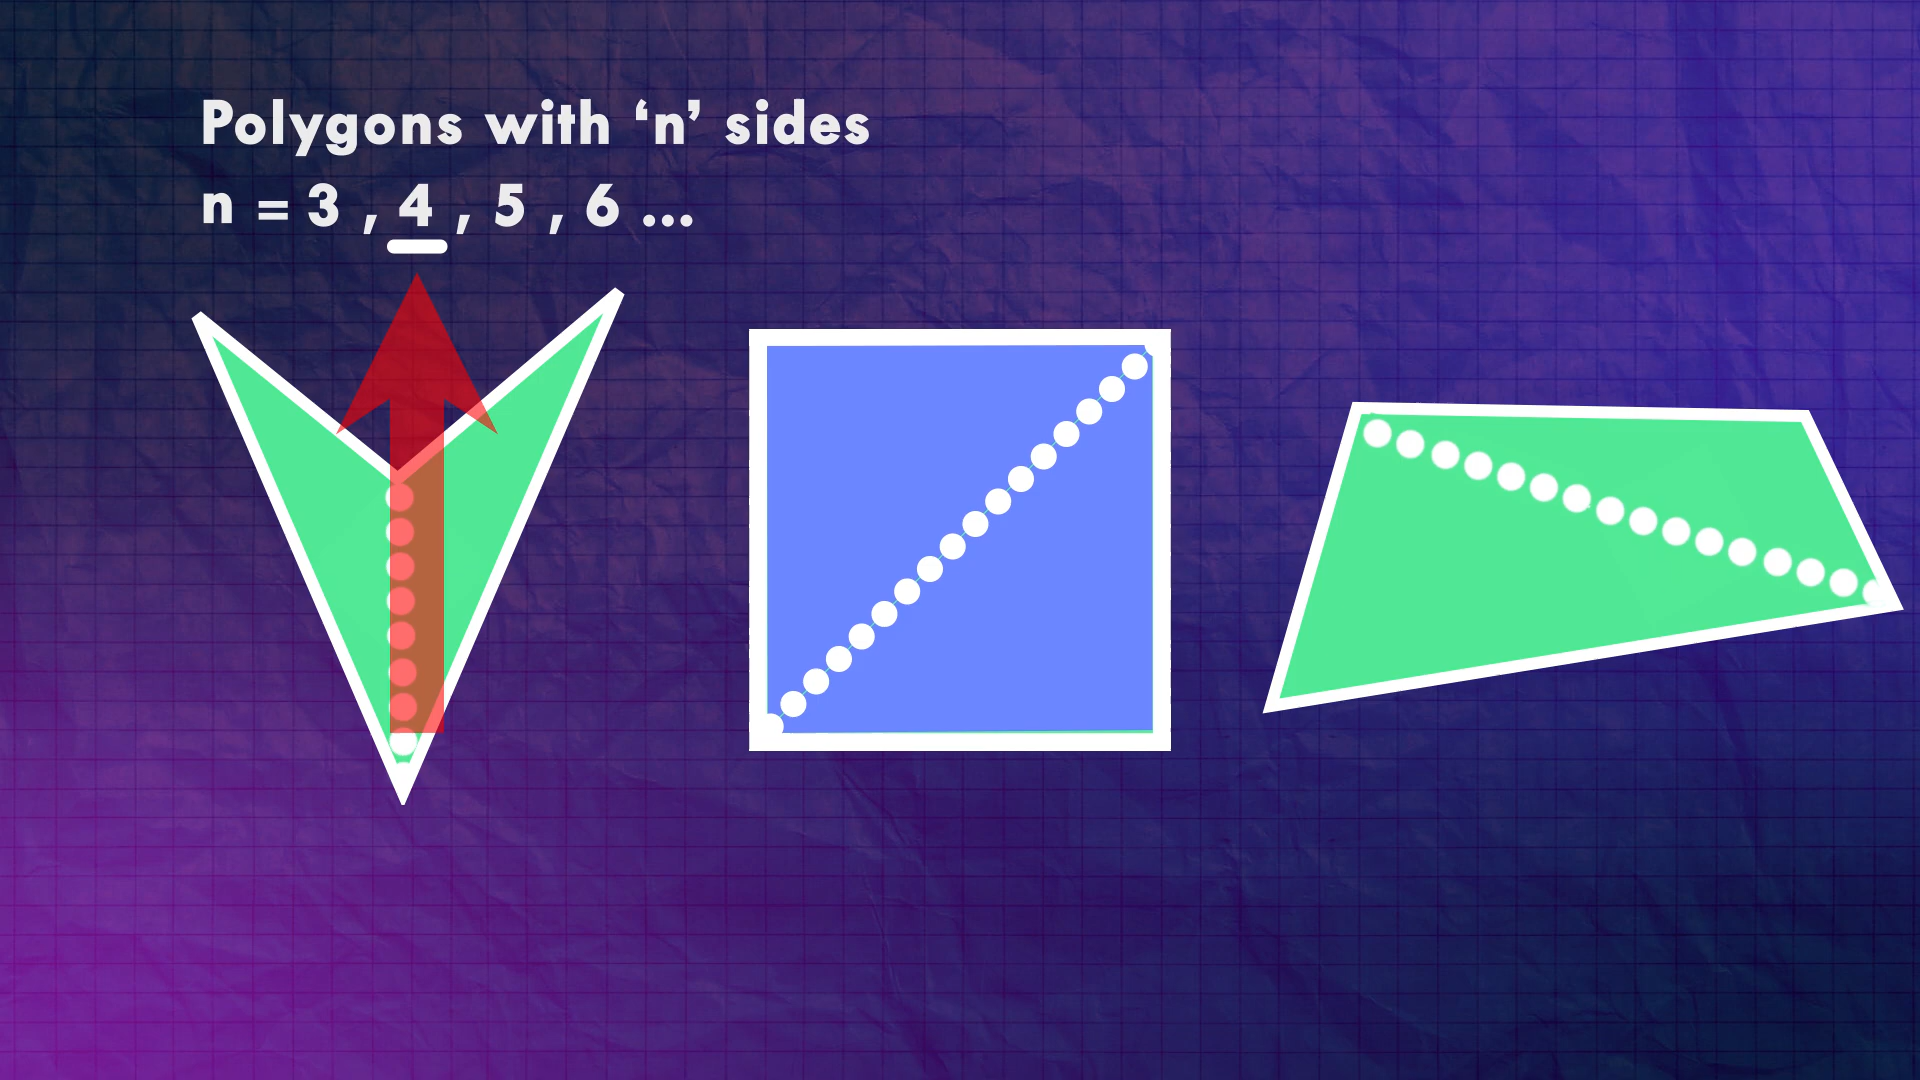 Polygons with ‘n’ sides
n = 3 , 4 , 5 , 6 ...